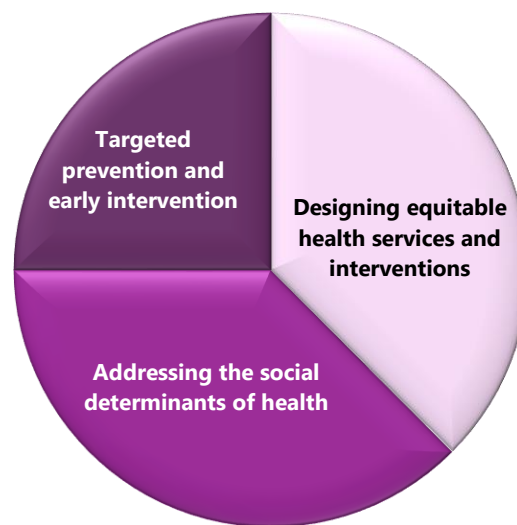 Targeted
prevention and
early intervention
Designing equitable
health services and
interventions
Addressing the social
determinants of health